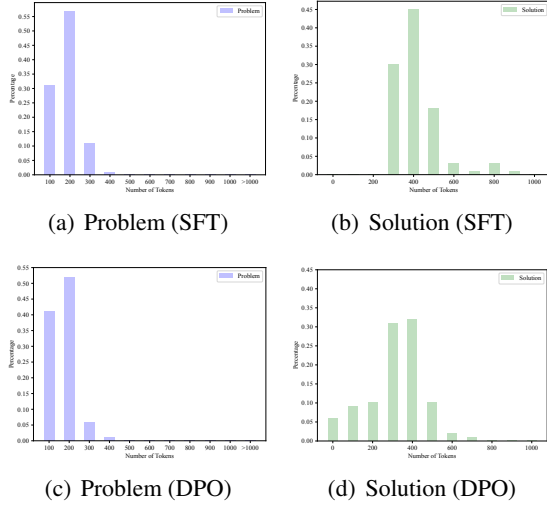 Problem
Percentage
0.55
0.50
0.45
0.40
0.35
0.30
0.25
0.20
0.15
0.10
0.05
0.00
100 200 300 400 500 600 700 800 900 1000 >1000
Number of Tokens
(a) Problem (SFT)
Solution
Percentage
0.45
0.40
0.35
0.30
0.25
0.20
0.15
0.10
0.05
0.00
0 200 400 600 800 1000
Number of Tokens
(b) Solution (SFT)
Problem
Percentage
0.55
0.50
0.45
0.40
0.35
0.30
0.25
0.20
0.15
0.10
0.05
0.00
100 200 300 400 500 600 700 800 900 1000 >1000
Number of Tokens
(c) Problem (DPO)
Solution
Percentage
0.45
0.40
0.35
0.30
0.25
0.20
0.15
0.10
0.05
0.00
0 200 400 600 800 1000
Number of Tokens
(d) Solution (DPO)